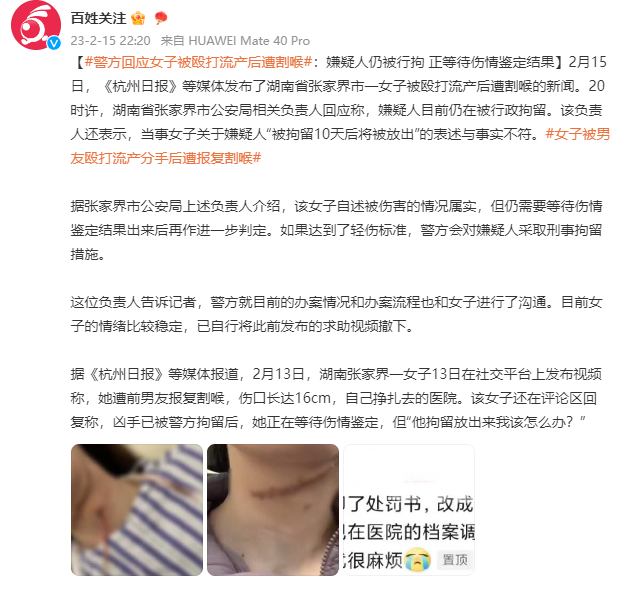 百姓关注
23-2-15 22:20 来自 HUAWEI Mate 40 Pro
【#警方回应女子被殴打流产后遭割喉#：嫌疑人仍被行拘 正等待伤情鉴定结果】2月15
日，《杭州日报》等媒体发布了湖南省张家界市一女子被殴打流产后遭割喉的新闻。20
时许，湖南省张家界市公安局相关负责人回应称，嫌疑人目前仍在被行政拘留。该负责
人还表示，当事女子关于嫌疑人“被拘留10天后将被放出”的表述与事实不符。#女子被男
友殴打流产分手后遭报复割喉#
据张家界市公安局上述负责人介绍，该女子自述被伤害的情况属实，但仍需要等待伤情
鉴定结果出来后再作进一步判定。如果达到了轻伤标准，警方会对嫌疑人采取刑事拘留
措施。
这位负责人告诉记者，警方就目前的办案情况和办案流程也和女子进行了沟通。目前女
子的情绪比较稳定，已自行将此前发布的求助视频撤下。
据《杭州日报》等媒体报道，2月13日，湖南张家界一女子13日在社交平台上发布视频
称，她遭前男友报复割喉，伤口长达16cm，自己挣扎去的医院。该女子还在评论区回
复称，凶手已被警方拘留后，她正在等待伤情鉴定，但“他拘留放出来我该怎么办？”
了处罚书，改成
在医院的档案调
很麻烦😭 置顶